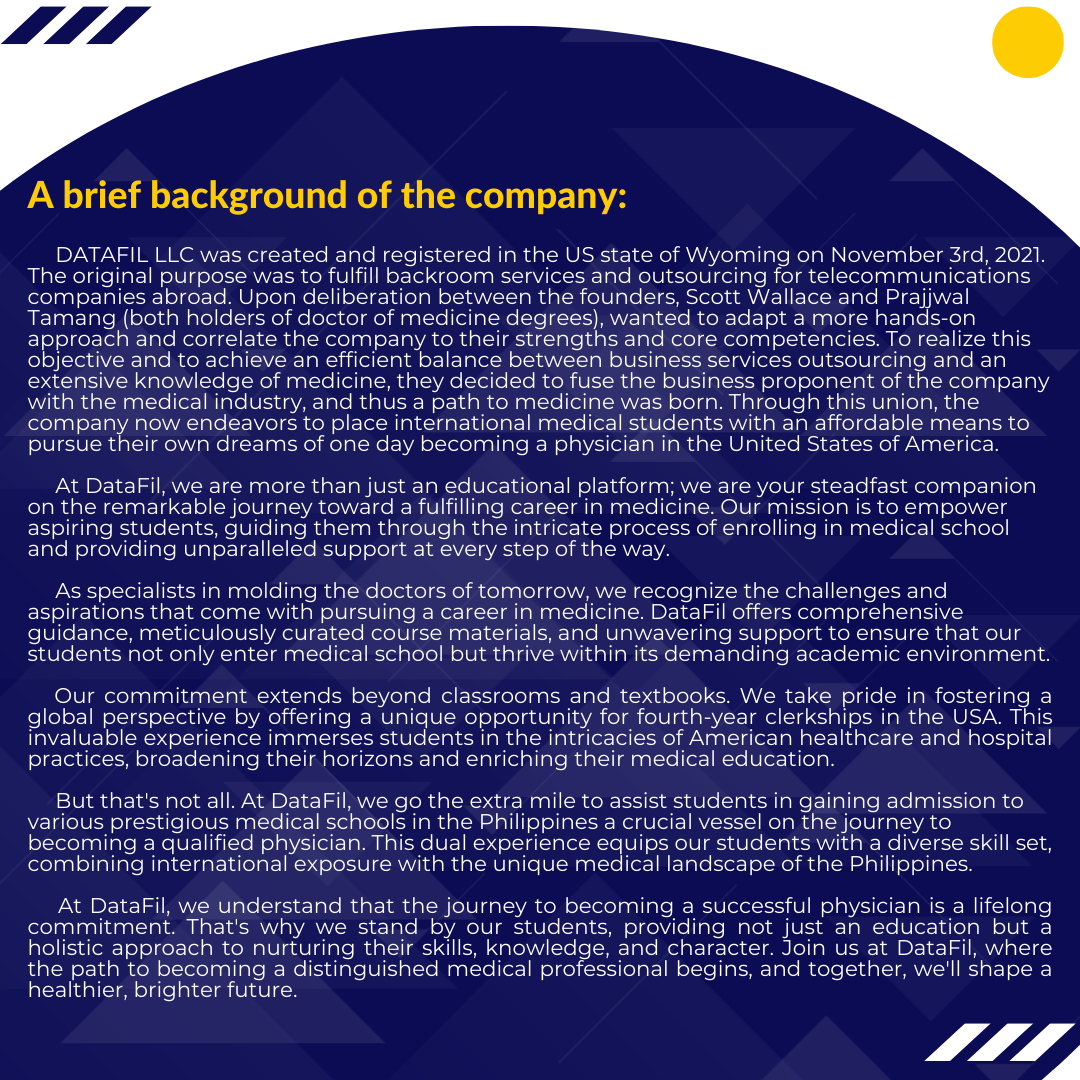 A brief background of the company:
DATAFIL LLC was created and registered in the US state of Wyoming on November 3rd, 2021.
The original purpose was to fulfill backroom services and outsourcing for telecommunications
companies abroad. Upon deliberation between the founders, Scott Wallace and Prajjwal
Tamang (both holders of doctor of medicine degrees), wanted to adapt a more hands-on
approach and correlate the company to their strengths and core competencies. To realize this
objective and to achieve an efficient balance between business services outsourcing and an
extensive knowledge of medicine, they decided to fuse the business proponent of the company
with the medical industry, and thus a path to medicine was born. Through this union, the
company now endeavors to place international medical students with an affordable means to
pursue their own dreams of one day becoming a physician in the United States of America.
At DataFil, we are more than just an educational platform; we are your steadfast companion
on the remarkable journey toward a fulfilling career in medicine. Our mission is to empower
aspiring students, guiding them through the intricate process of enrolling in medical school
and providing unparalleled support at every step of the way.
As specialists in molding the doctors of tomorrow, we recognize the challenges and
aspirations that come with pursuing a career in medicine. DataFil offers comprehensive
guidance, meticulously curated course materials, and unwavering support to ensure that our
students not only enter medical school but thrive within its demanding academic environment.
Our commitment extends beyond classrooms and textbooks. We take pride in fostering a
global perspective by offering a unique opportunity for fourth-year clerkships in the USA. This
invaluable experience immerses students in the intricacies of American healthcare and hospital
practices, broadening their horizons and enriching their medical education.
But that's not all. At DataFil, we go the extra mile to assist students in gaining admission to
various prestigious medical schools in the Philippines a crucial vessel on the journey to
becoming a qualified physician. This dual experience equips our students with a diverse skill set,
combining international exposure with the unique medical landscape of the Philippines.
At DataFil, we understand that the journey to becoming a successful physician is a lifelong
commitment. That's why we stand by our students, providing not just an education but a
holistic approach to nurturing their skills, knowledge, and character. Join us at DataFil, where
the path to becoming a distinguished medical professional begins, and together, we'll shape a
healthier, brighter future.